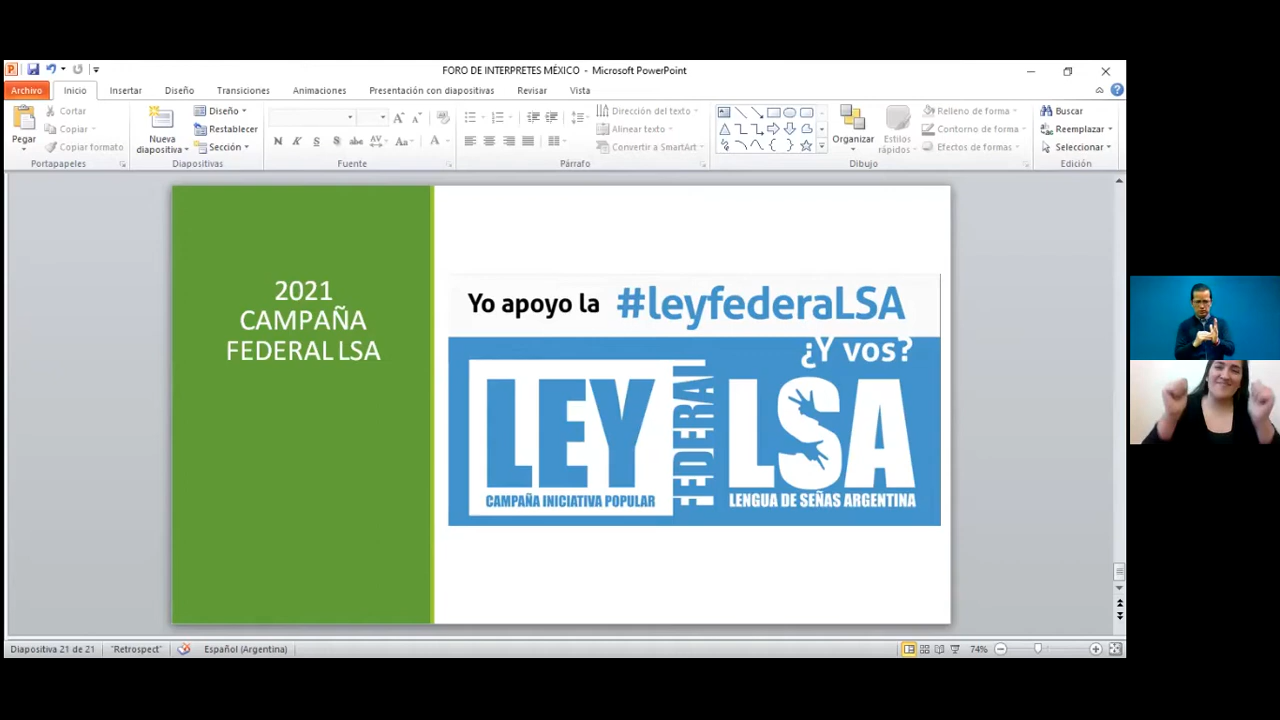 FORO DE INTERPRETES MÉXICO - Microsoft PowerPoint
Archivo Inicio Insertar Diseño Transiciones Animaciones Presentación con diapositivas Revisar Vista
Pegar
Cortar
Copiar
Copiar formato
Portapapeles
Nueva
diapositiva
Diseño
Restablecer
Sección
Diapositivas
N K S S abc AV Aa A
Fuente
Dirección del texto
Alinear texto
Convertir a SmartArt
Párrafo
Organizar
Estilos
rápidos
Relleno de forma
Contorno de forma
Efectos de formas
Dibujo
Buscar
Reemplazar
Seleccionar
Edición
2021
CAMPAÑA
FEDERAL LSA
Yo apoyo la #leyfederaLSA
¿Y vos?
LEY FEDERAL LSA
CAMPAÑA INICIATIVA POPULAR
LENGUA DE SEÑAS ARGENTINA
Diapositiva 21 de 21 "Retrospect" Español (Argentina) 74%